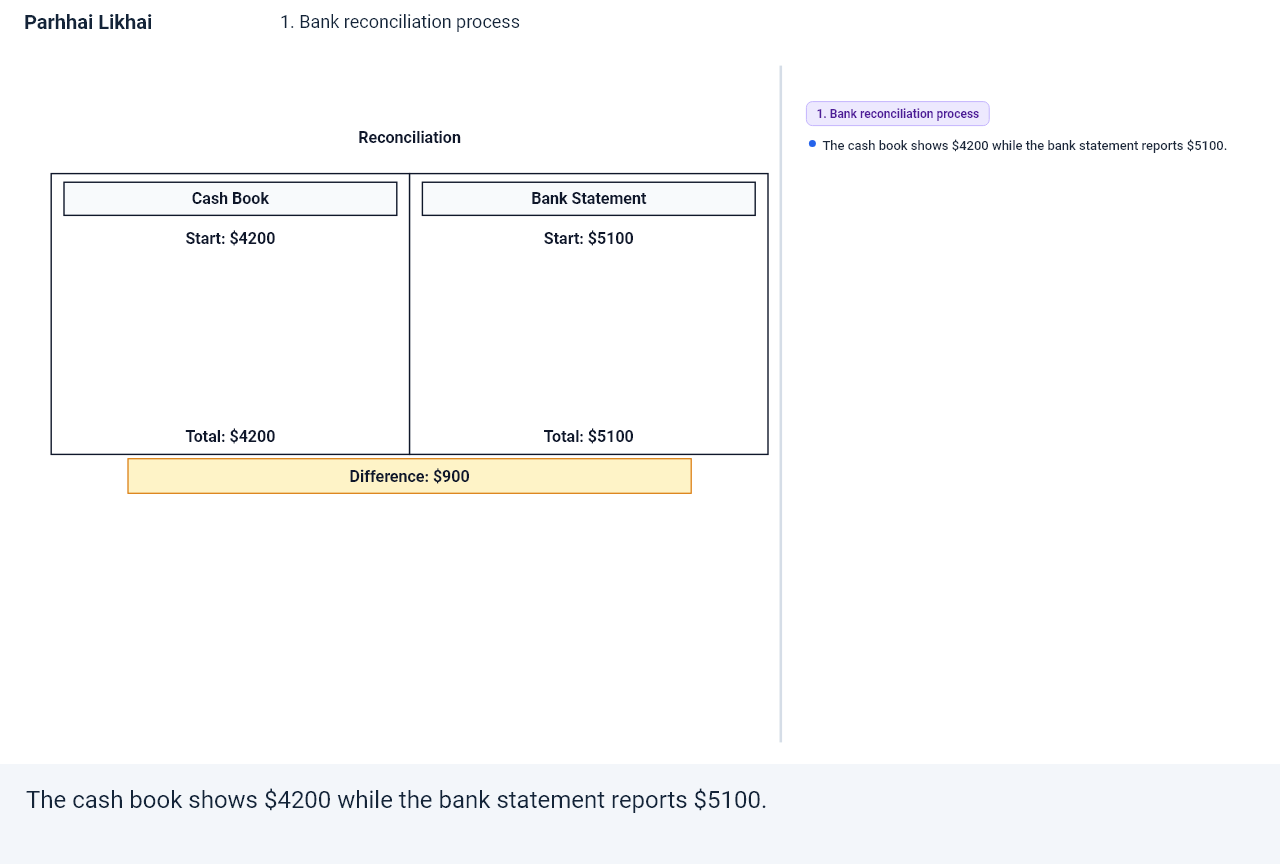 Parhhai Likhai
1. Bank reconciliation process
Reconciliation
Cash Book
Bank Statement
Start: $4200
Start: $5100
Total: $4200
Total: $5100
Difference: $900
1. Bank reconciliation process
The cash book shows $4200 while the bank statement reports $5100.
The cash book shows $4200 while the bank statement reports $5100.